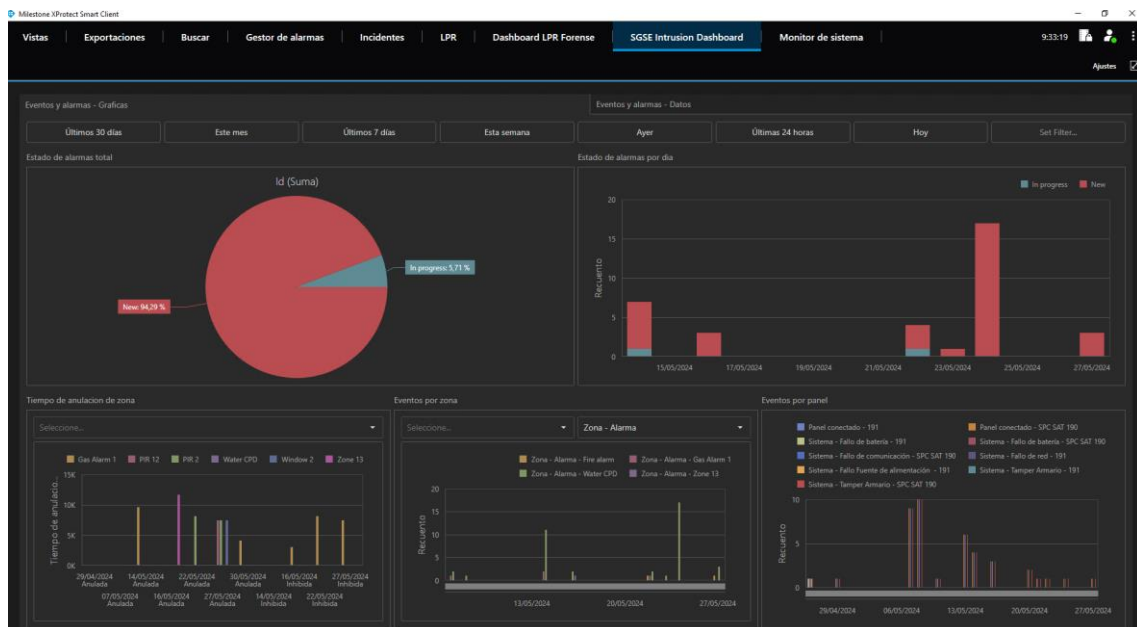 Milestone XProtect Smart Client
Vistas Exportaciones Buscar Gestor de alarmas Incidentes LPR Dashboard LPR Forense SGSE Intrusion Dashboard Monitor de sistema 9:33:19
Ajustes
Eventos y alarmas - Graficas Eventos y alarmas - Datos
Últimos 30 días Este mes Últimos 7 días Esta semana Ayer Últimas 24 horas Hoy Set Filter...
Estado de alarmas total
Id (Suma)
In progress: 5,71 %
New: 94,29 %
Estado de alarmas por dia
In progress New
Recuento
20
15
10
5
0
15/05/2024 17/05/2024 19/05/2024 21/05/2024 23/05/2024 25/05/2024 27/05/2024
Tiempo de anulacion de zona
Seleccione...
Gas Alarm 1 PIR 12 PIR 2 Water CPD Window 2 Zone 13
Tiempo de anulacio...
15K
10K
5K
0K
29/04/2024 Anulada
07/05/2024 Anulada
14/05/2024 Anulada
16/05/2024 Anulada
22/05/2024 Anulada
27/05/2024 Anulada
30/05/2024 Anulada
14/05/2024 Inhibida
16/05/2024 Inhibida
22/05/2024 Inhibida
27/05/2024 Inhibida
Eventos por zona
Seleccione... Zona - Alarma
Zona - Alarma - Fire alarm Zona - Alarma - Gas Alarm 1
Zona - Alarma - Water CPD Zona - Alarma - Zone 13
Recuento
20
15
10
5
0
13/05/2024 20/05/2024 27/05/2024
Eventos por panel
Panel conectado - 191 Panel conectado - SPC SAT 190
Sistema - Fallo de batería - 191 Sistema - Fallo de batería - SPC SAT 190
Sistema - Fallo de comunicación - SPC SAT 190 Sistema - Fallo de red - 191
Sistema - Fallo Fuente de alimentación - 191 Sistema - Tamper Armario - 191
Sistema - Tamper Armario - SPC SAT 190
Recuento
10
5
0
29/04/2024 06/05/2024 13/05/2024 20/05/2024 27/05/2024